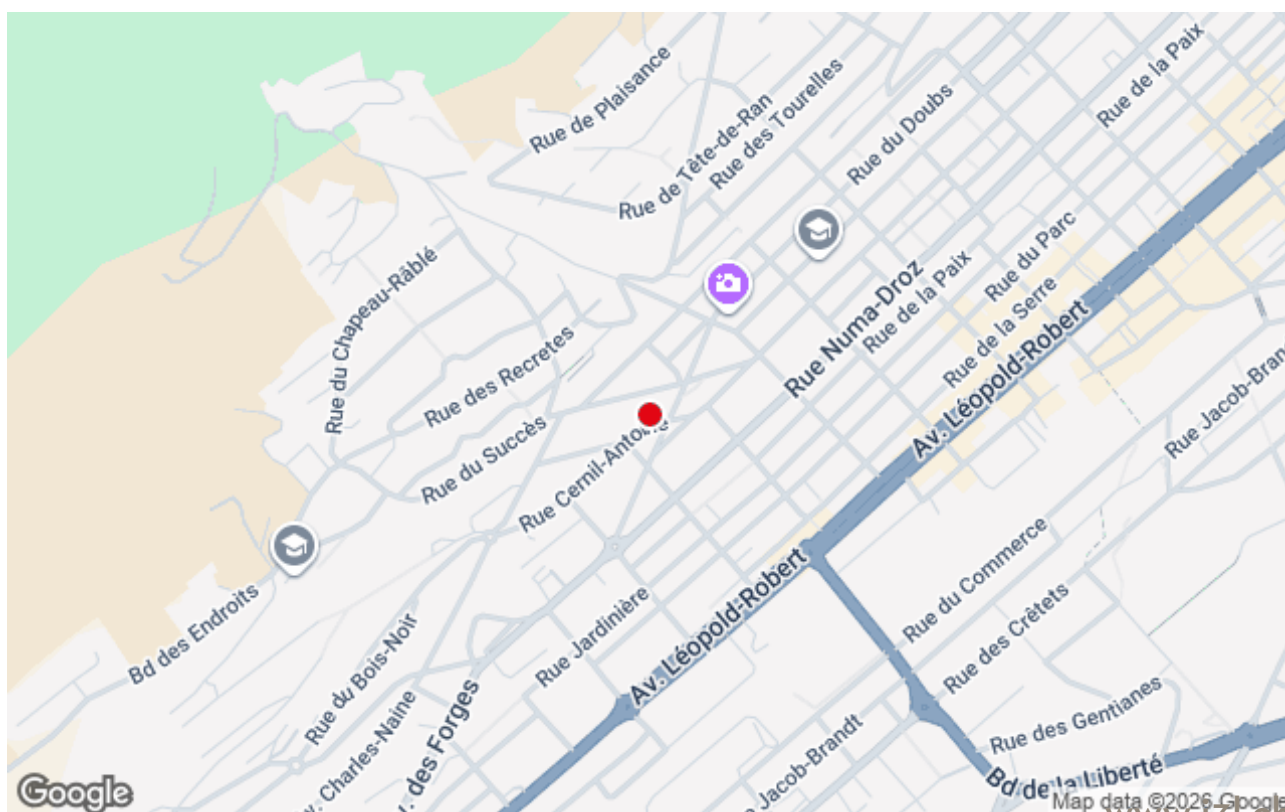 Rue de Plaisance
Rue de Tête-de-Ran
Rue des Tourelles
Rue du Doubs
Rue de la Paix
Rue du Chapeau-Râblé
Rue des Recretes
Rue du Succès
Rue Cernil-Antoine
Rue Numa-Droz
Rue de la Paix
Rue du Parc
Rue de la Serre
Av. Léopold-Robert
Rue Jacob-Brand
Bd des Endroits
Rue du Bois-Noir
Charles-Naine
des Forges
Rue Jardinière
Av. Léopold-Robert
Rue du Commerce
Rue des Crêtets
Rue des Gentianes
Jacob-Brandt
Bd de la Liberté
Google
Map data ©2026 Google